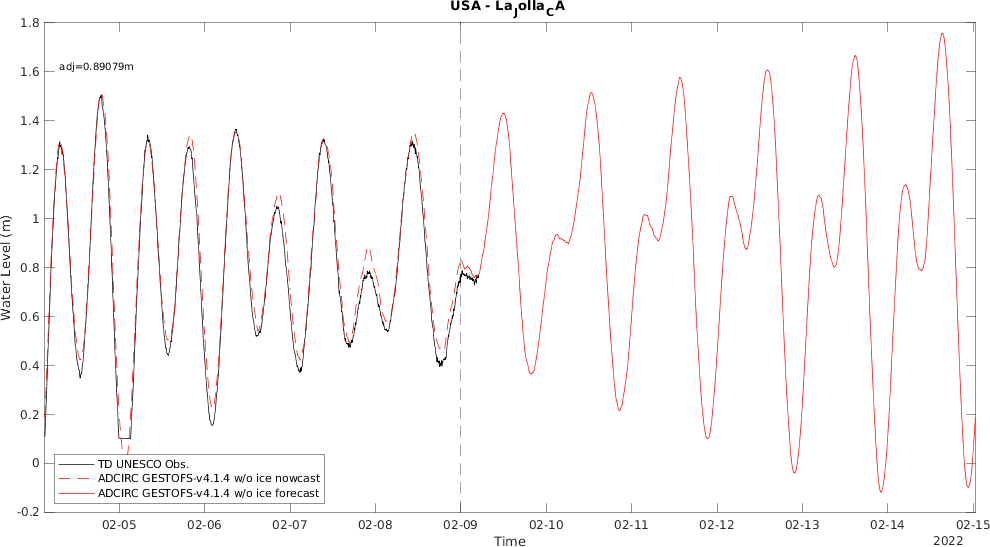 USA - LaJollaCA
adj=0.89079m
Water Level (m)
1.8
1.6
1.4
1.2
1
0.8
0.6
0.4
0.2
0
-0.2
TD UNESCO Obs.
ADCIRC GESTOFS-v4.1.4 w/o ice nowcast
ADCIRC GESTOFS-v4.1.4 w/o ice forecast
02-05 02-06 02-07 02-08 02-09 02-10 02-11 02-12 02-13 02-14 02-15
Time
2022